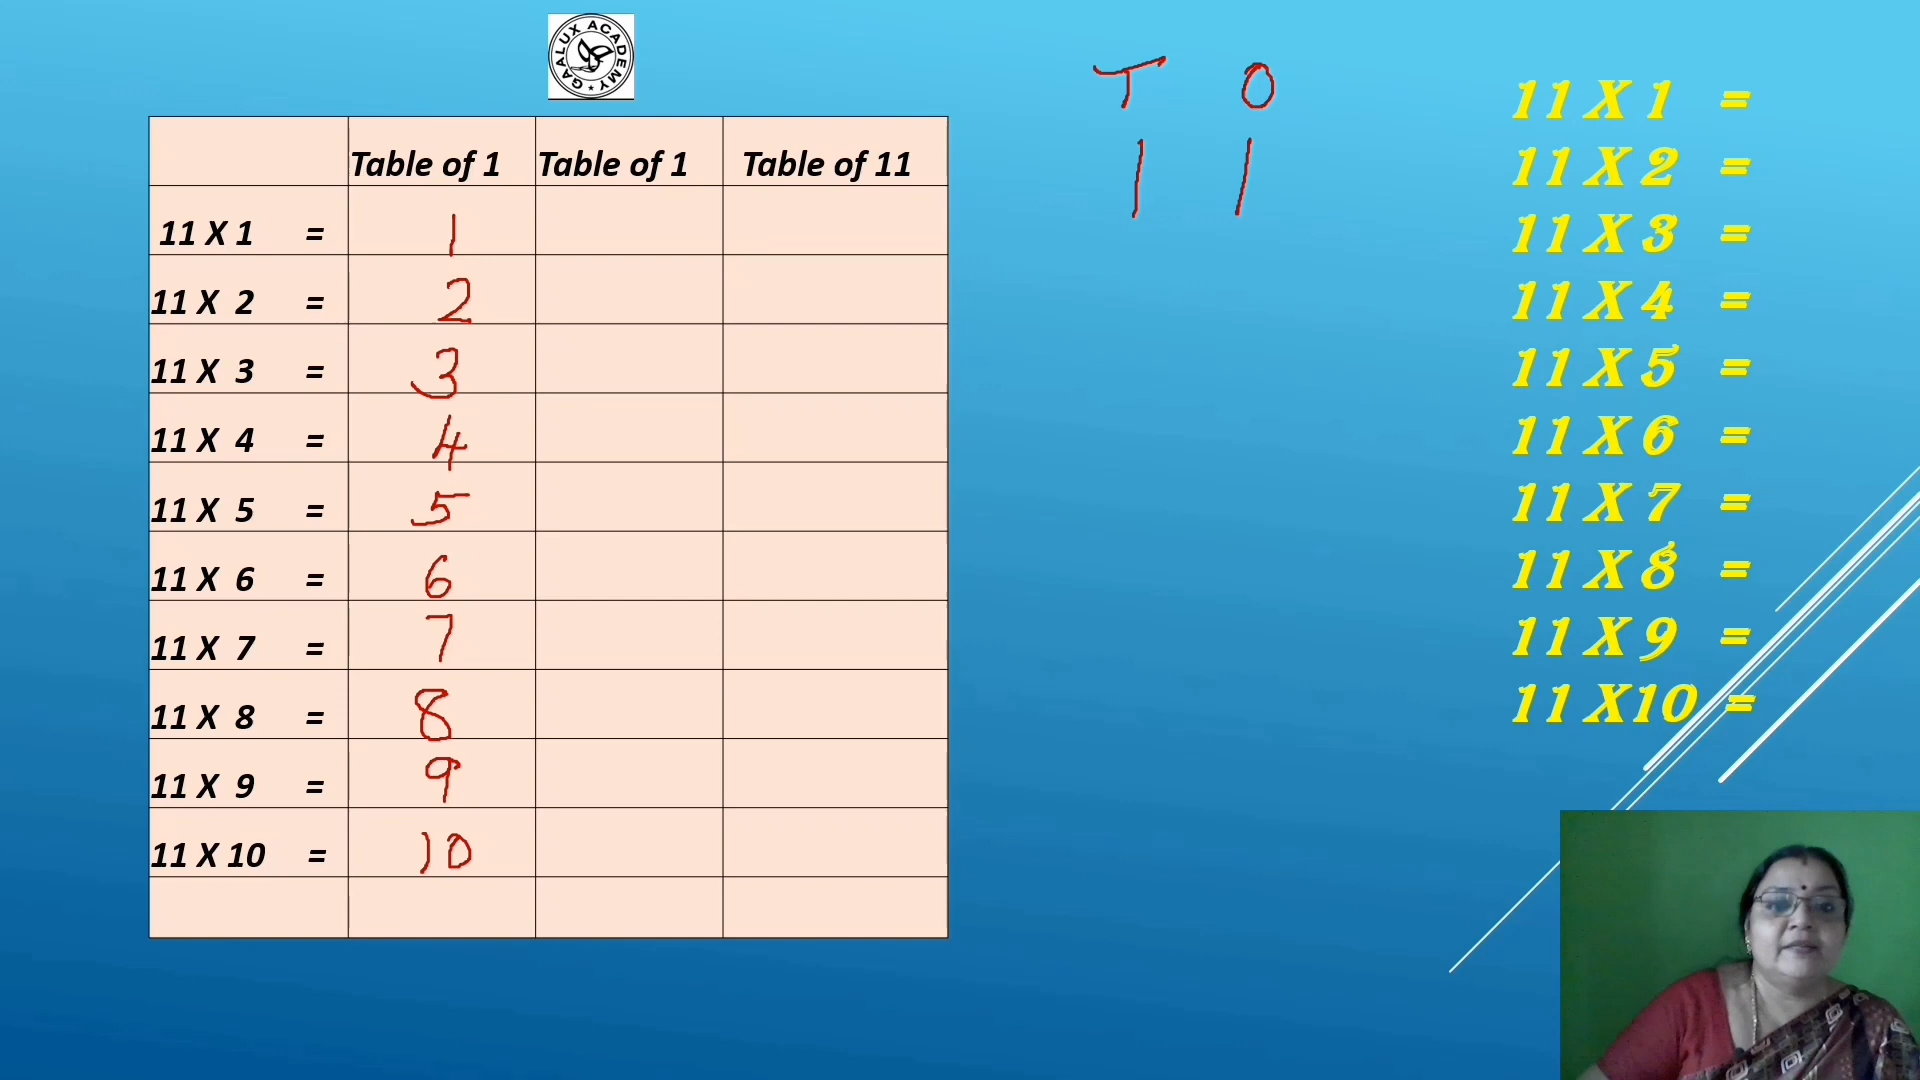 GAALUX ACADEMY
Table of 1 Table of 1 Table of 11
11 X 1 = 1
11 X 2 = 2
11 X 3 = 3
11 X 4 = 4
11 X 5 = 5
11 X 6 = 6
11 X 7 = 7
11 X 8 = 8
11 X 9 = 9
11 X 10 = 10
T O
1 1
11 X 1 =
11 X 2 =
11 X 3 =
11 X 4 =
11 X 5 =
11 X 6 =
11 X 7 =
11 X 8 =
11 X 9 =
11 X10 =